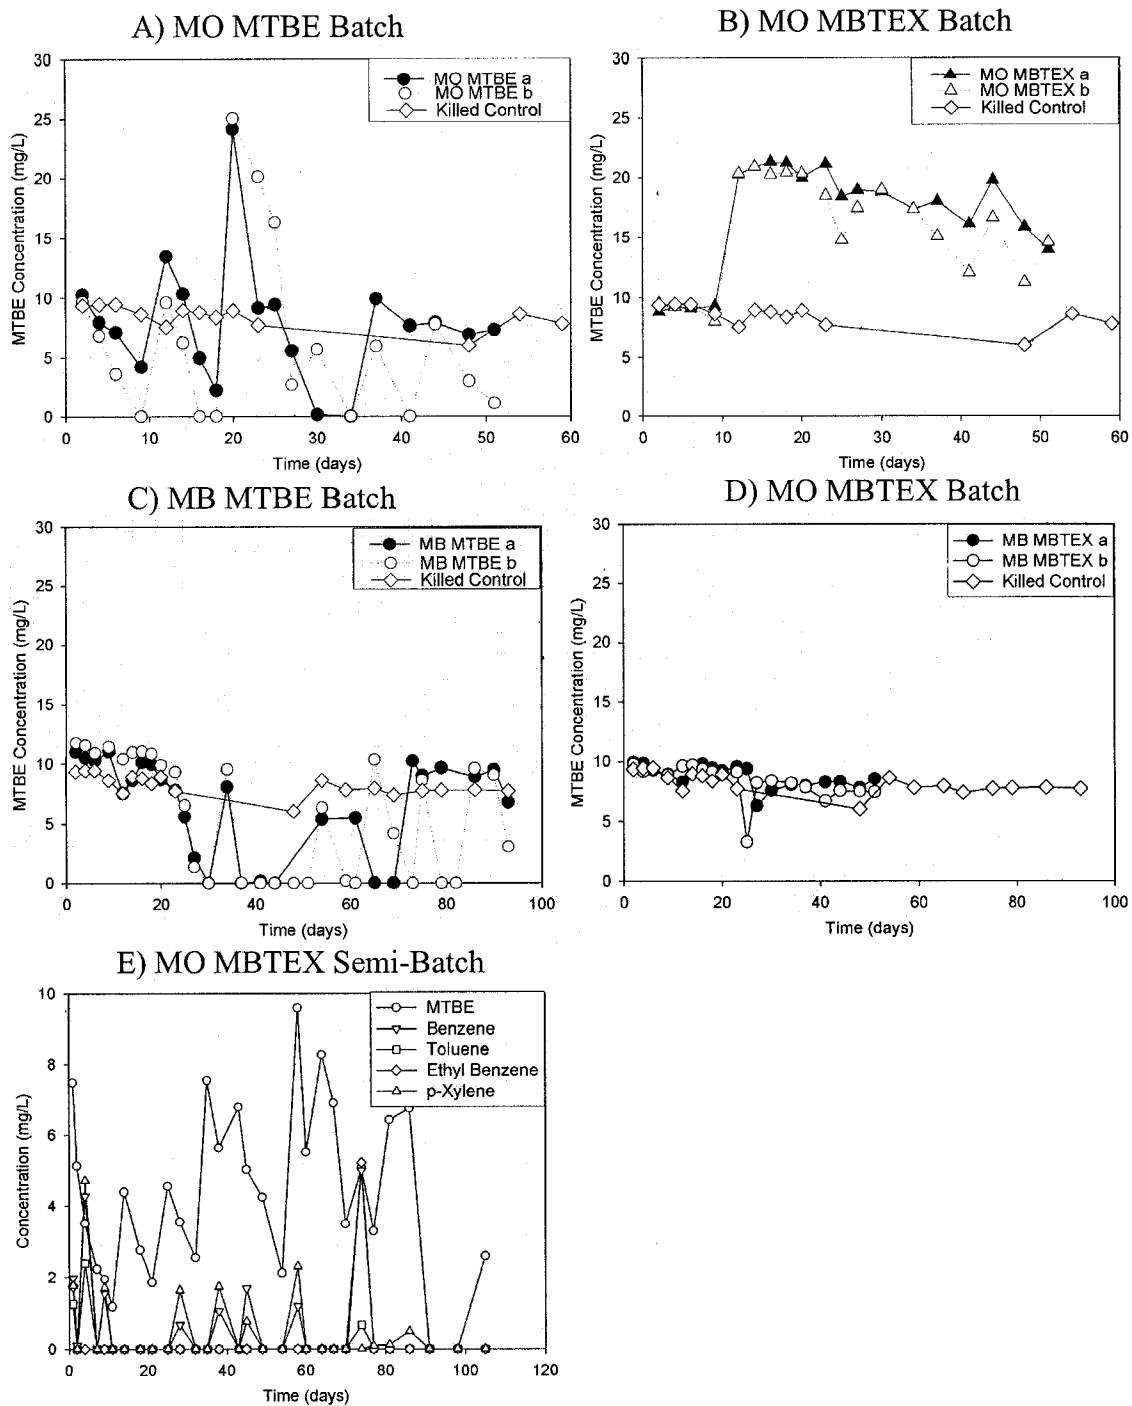 A) MO MTBE Batch
30
25
20
15
10
5
0
MTBE Concentration (mg/L)
MO MTBE a
MO MTBE b
Killed Control
0 10 20 30 40 50 60
Time (days)
B) MO MBTEX Batch
30
25
20
15
10
5
0
MTBE Concentration (mg/L)
MO MBTEX a
MO MBTEX b
Killed Control
0 10 20 30 40 50 60
Time (days)
C) MB MTBE Batch
30
25
20
15
10
5
0
MTBE Concentration (mg/L)
MB MTBE a
MB MTBE b
Killed Control
0 20 40 60 80 100
Time (days)
D) MO MBTEX Batch
30
25
20
15
10
5
0
MTBE Concentration (mg/L)
MB MBTEX a
MB MBTEX b
Killed Control
0 20 40 60 80 100
Time (days)
E) MO MBTEX Semi-Batch
10
8
6
4
2
0
Concentration (mg/L)
MTBE
Benzene
Toluene
Ethyl Benzene
p-Xylene
0 20 40 60 80 100 120
Time (days)